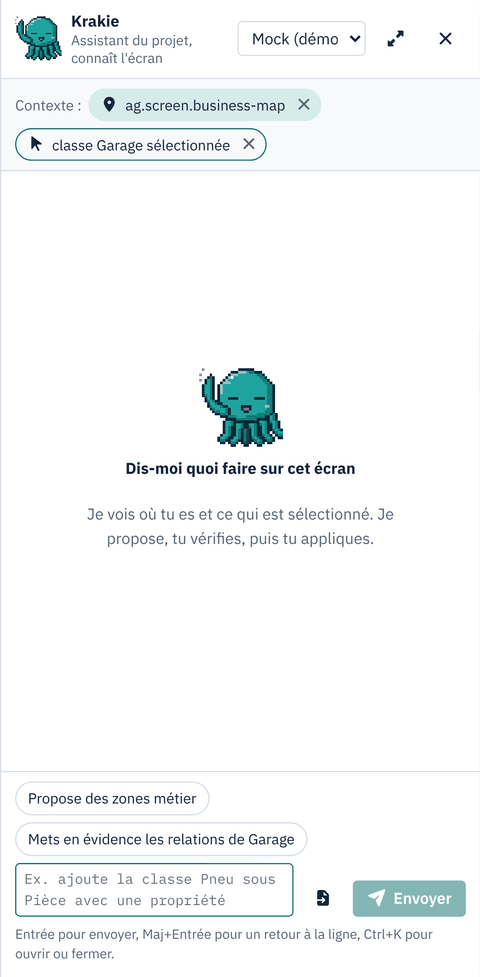 Krakie
Assistant du projet,
connaît l'écran
Mock (démo
Contexte :
ag.screen.business-map
classe Garage sélectionnée
Dis-moi quoi faire sur cet écran
Je vois où tu es et ce qui est sélectionné. Je
propose, tu vérifies, puis tu appliques.
Propose des zones métier
Mets en évidence les relations de Garage
Ex. ajoute la classe Pneu sous
Pièce avec une propriété
Envoyer
Entrée pour envoyer, Maj+Entrée pour un retour à la ligne, Ctrl+K pour
ouvrir ou fermer.